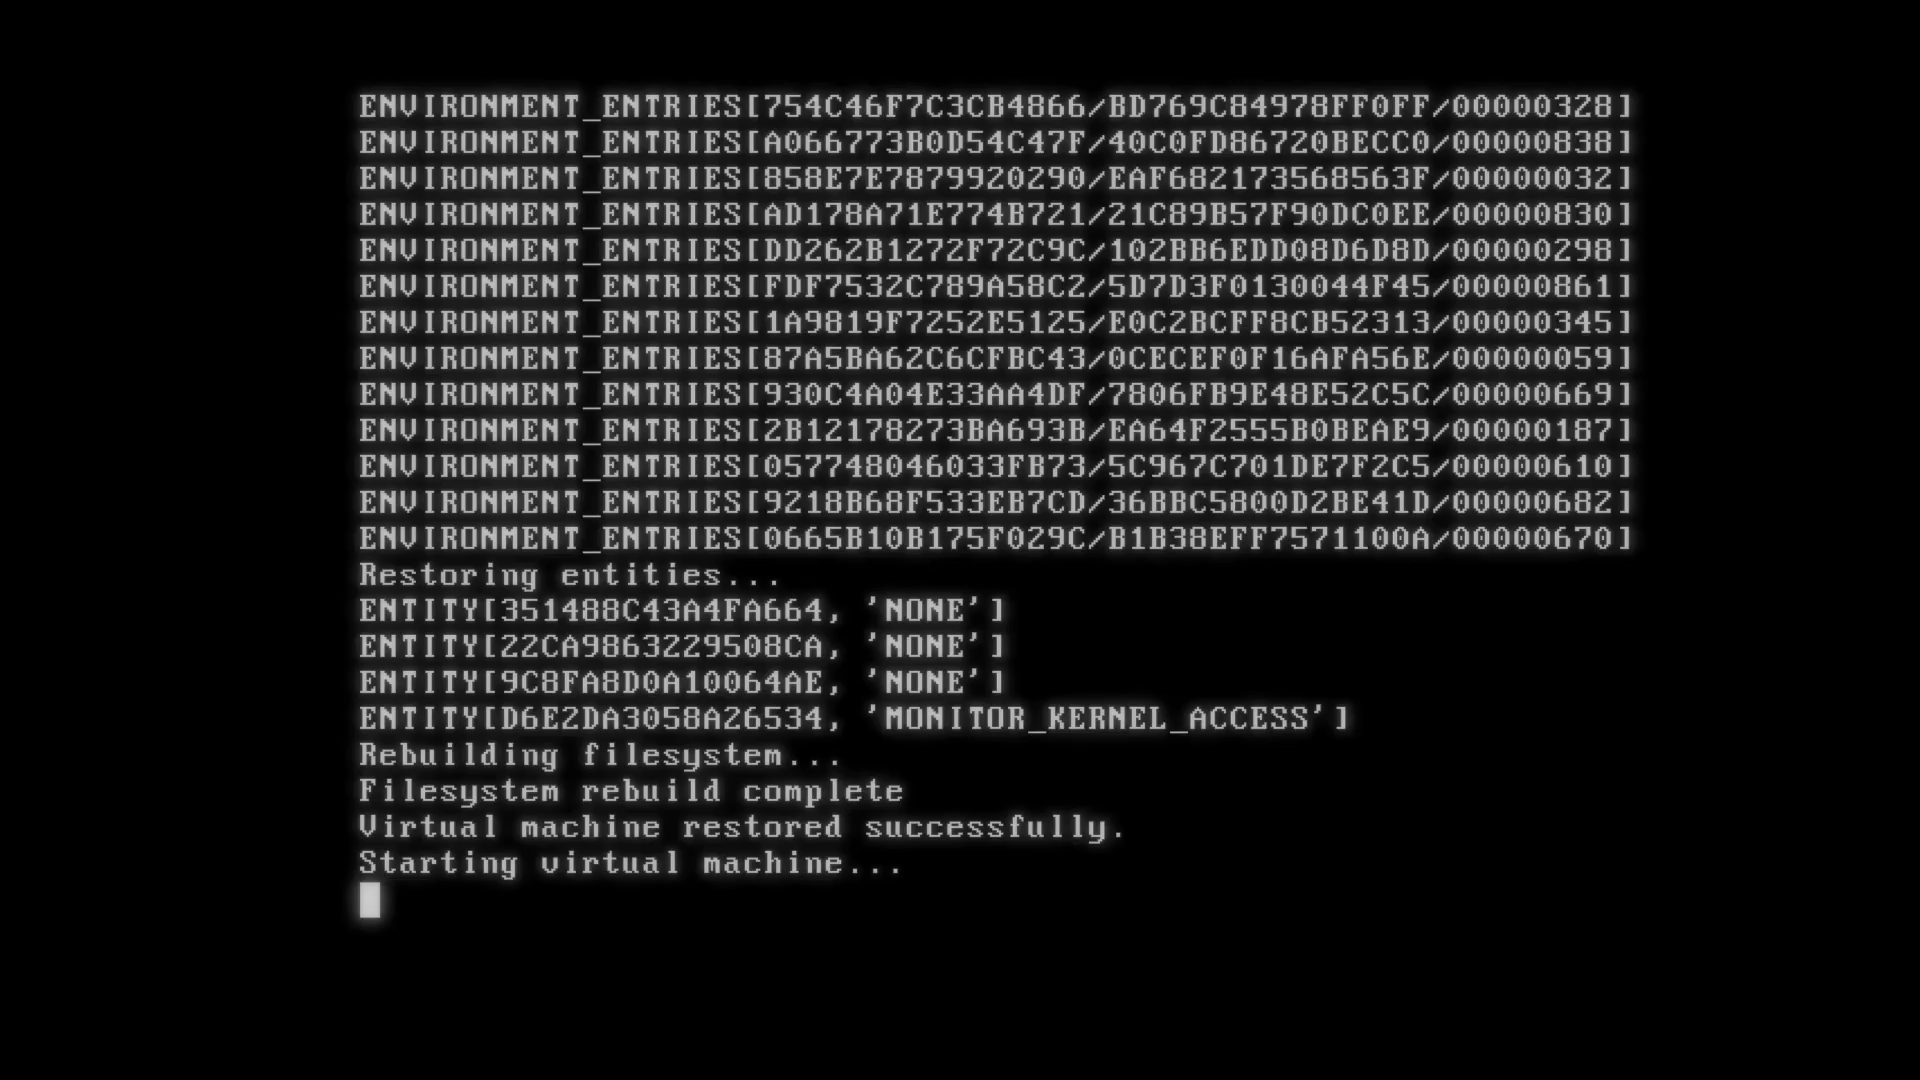 ENVIRONMENT_ENTRIES[754C46F7C3CB4866/BD769C84978FF0FF/00000328]
ENVIRONMENT_ENTRIES[A066773B0D54C47F/40C0FD86720BECC0/00000838]
ENVIRONMENT_ENTRIES[858E7E7879920290/EAF682173568563F/00000032]
ENVIRONMENT_ENTRIES[AD178A71E774B721/21C89B57F90DC0EE/00000830]
ENVIRONMENT_ENTRIES[DD262B1272F72C9C/102BB6EDD08D6D8D/00000298]
ENVIRONMENT_ENTRIES[FDF7532C789A58C2/5D7D3F0130044F45/00000861]
ENVIRONMENT_ENTRIES[1A9819F7252E5125/E0C2BCFF8CB52313/00000345]
ENVIRONMENT_ENTRIES[87A5BA62C6CFBC43/0CECEF0F16AFA56E/00000059]
ENVIRONMENT_ENTRIES[930C4A04E33AA4DF/7806FB9E48E52C5C/00000669]
ENVIRONMENT_ENTRIES[2B12178273BA693B/EA64F2555B0BEAE9/00000187]
ENVIRONMENT_ENTRIES[057748046033FB73/5C967C701DE7F2C5/00000610]
ENVIRONMENT_ENTRIES[9218B68F533EB7CD/36BBC5800D2BE41D/00000682]
ENVIRONMENT_ENTRIES[0665B10B175F029C/B1B38EFF7571100A/00000670]
Restoring entities...
ENTITY[351488C43A4FA664, 'NONE']
ENTITY[22CA9863229508CA, 'NONE']
ENTITY[9C8FA8D0A10064AE, 'NONE']
ENTITY[D6E2DA3058A26534, 'MONITOR_KERNEL_ACCESS']
Rebuilding filesystem...
Filesystem rebuild complete
Virtual machine restored successfully.
Starting virtual machine...